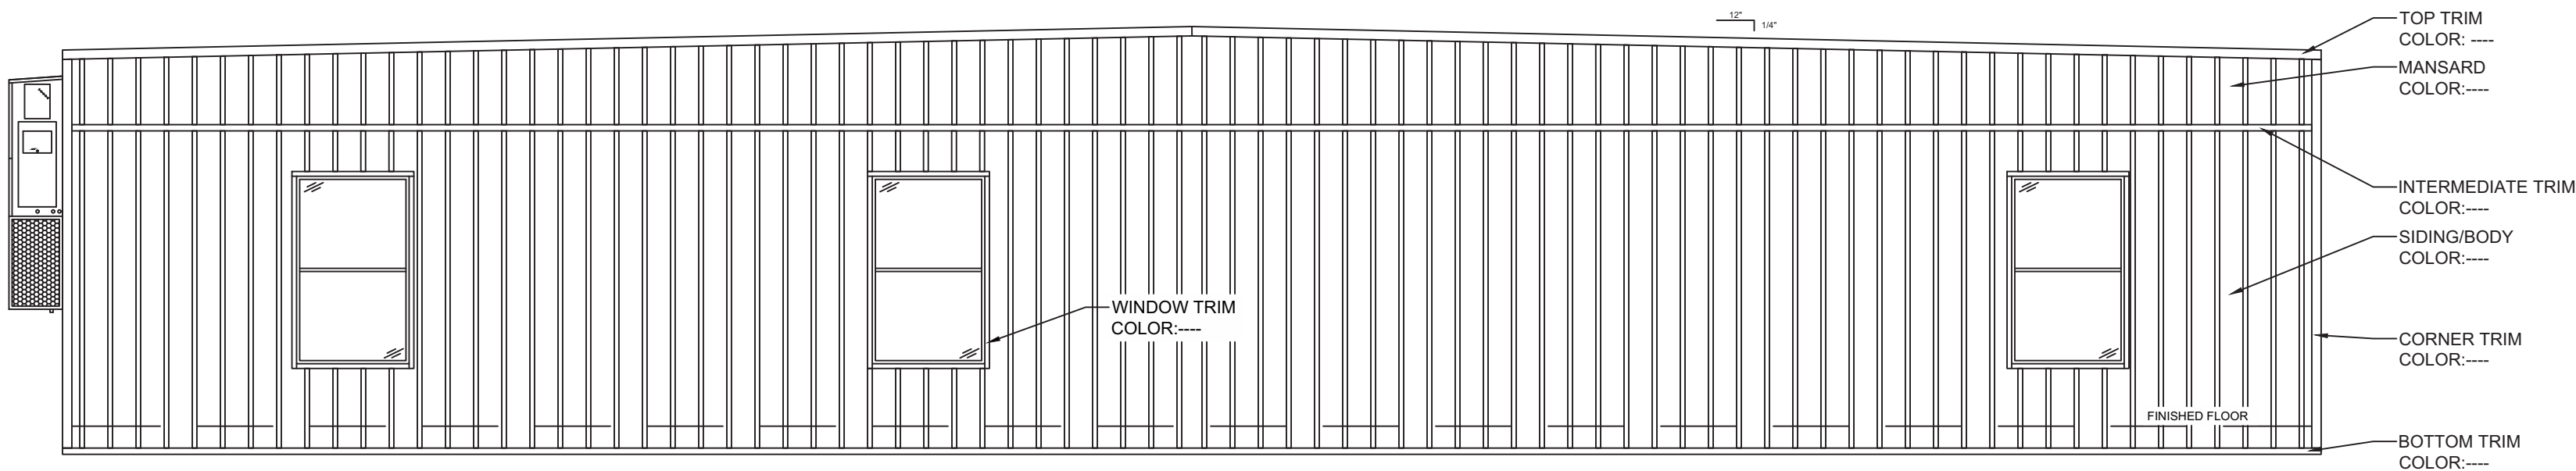 12"
1/4"
TOP TRIM
COLOR: ----
MANSARD
COLOR:----
INTERMEDIATE TRIM
COLOR:----
SIDING/BODY
COLOR:----
WINDOW TRIM
COLOR:----
CORNER TRIM
COLOR:----
FINISHED FLOOR
BOTTOM TRIM
COLOR:----